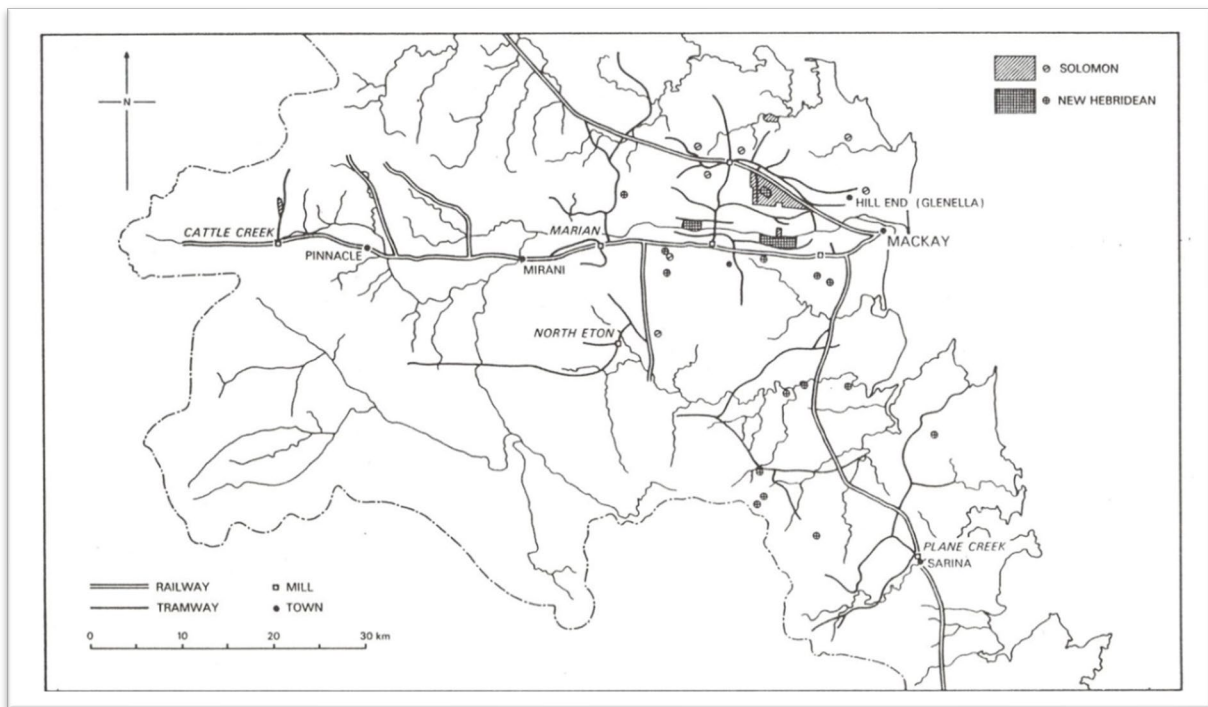 SOLOMON
N
NEW HEBRIDEAN
HILL END (GLENELLA)
CATTLE CREEK
MARIAN
MACKAY
PINNACLE
MIRANI
NORTH ETON
PLANE CREEK
SARINA
RAILWAY
MILL
TRAMWAY
TOWN
0 10 20 30 km